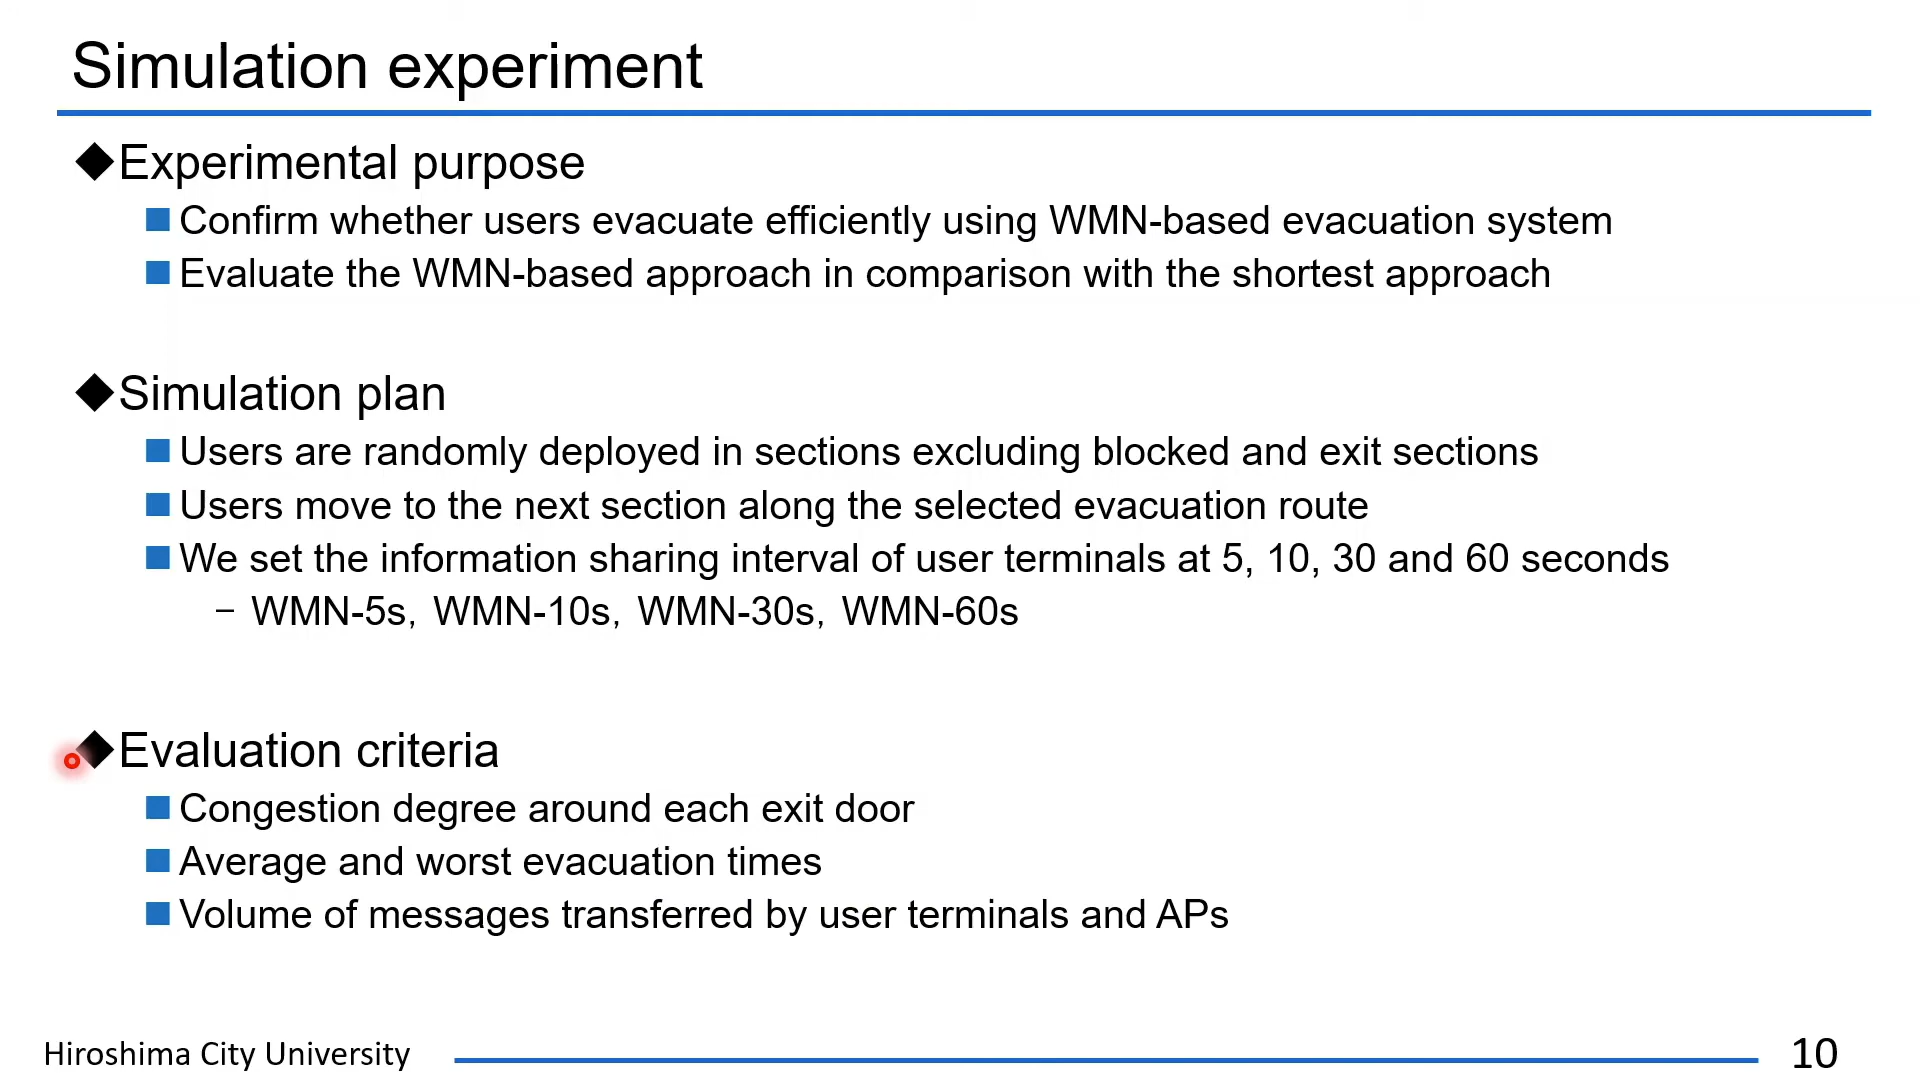 Simulation experiment
◆Experimental purpose
■ Confirm whether users evacuate efficiently using WMN-based evacuation system
■ Evaluate the WMN-based approach in comparison with the shortest approach
◆Simulation plan
■ Users are randomly deployed in sections excluding blocked and exit sections
■ Users move to the next section along the selected evacuation route
■ We set the information sharing interval of user terminals at 5, 10, 30 and 60 seconds
− WMN-5s, WMN-10s, WMN-30s, WMN-60s
◆Evaluation criteria
■ Congestion degree around each exit door
■ Average and worst evacuation times
■ Volume of messages transferred by user terminals and APs
Hiroshima City University
10